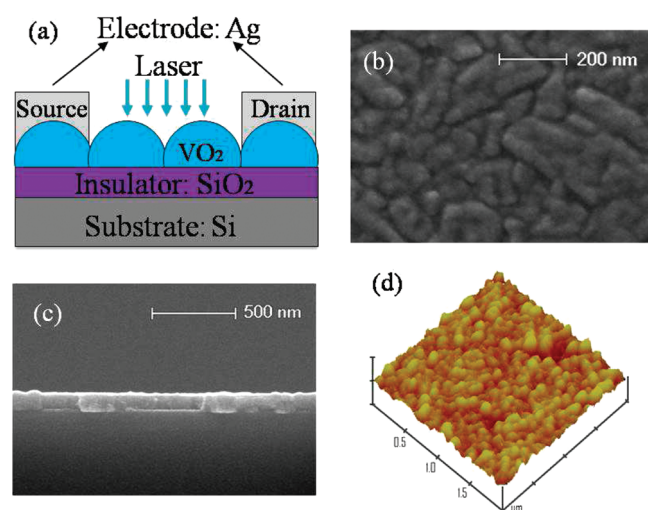 (a)
Electrode: Ag
Laser
Source
Drain
VO₂
Insulator: SiO₂
Substrate: Si
(b)
200 nm
(c)
500 nm
(d)
0.5
1.0
1.5
µm